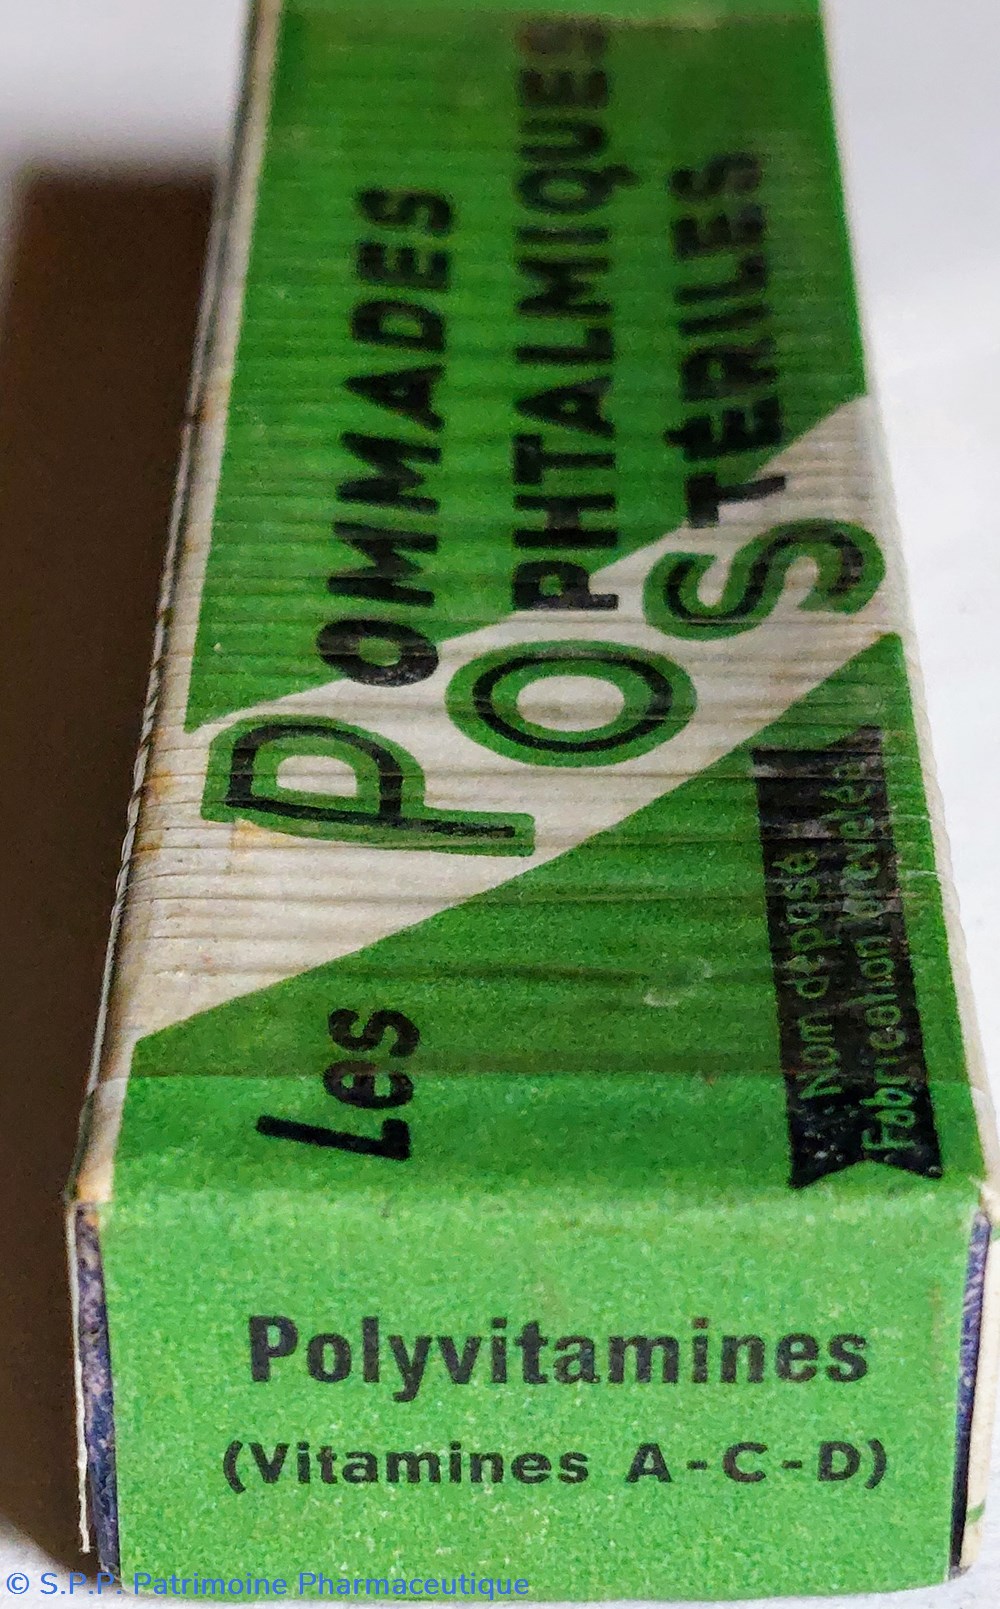 Les POMMADES
OPHTALMIQUES
STÉRILES
Nom déposé
Fabrication brevetée
Polyvitamines
(Vitamines A-C-D)
© S.P.P. Patrimoine Pharmaceutique